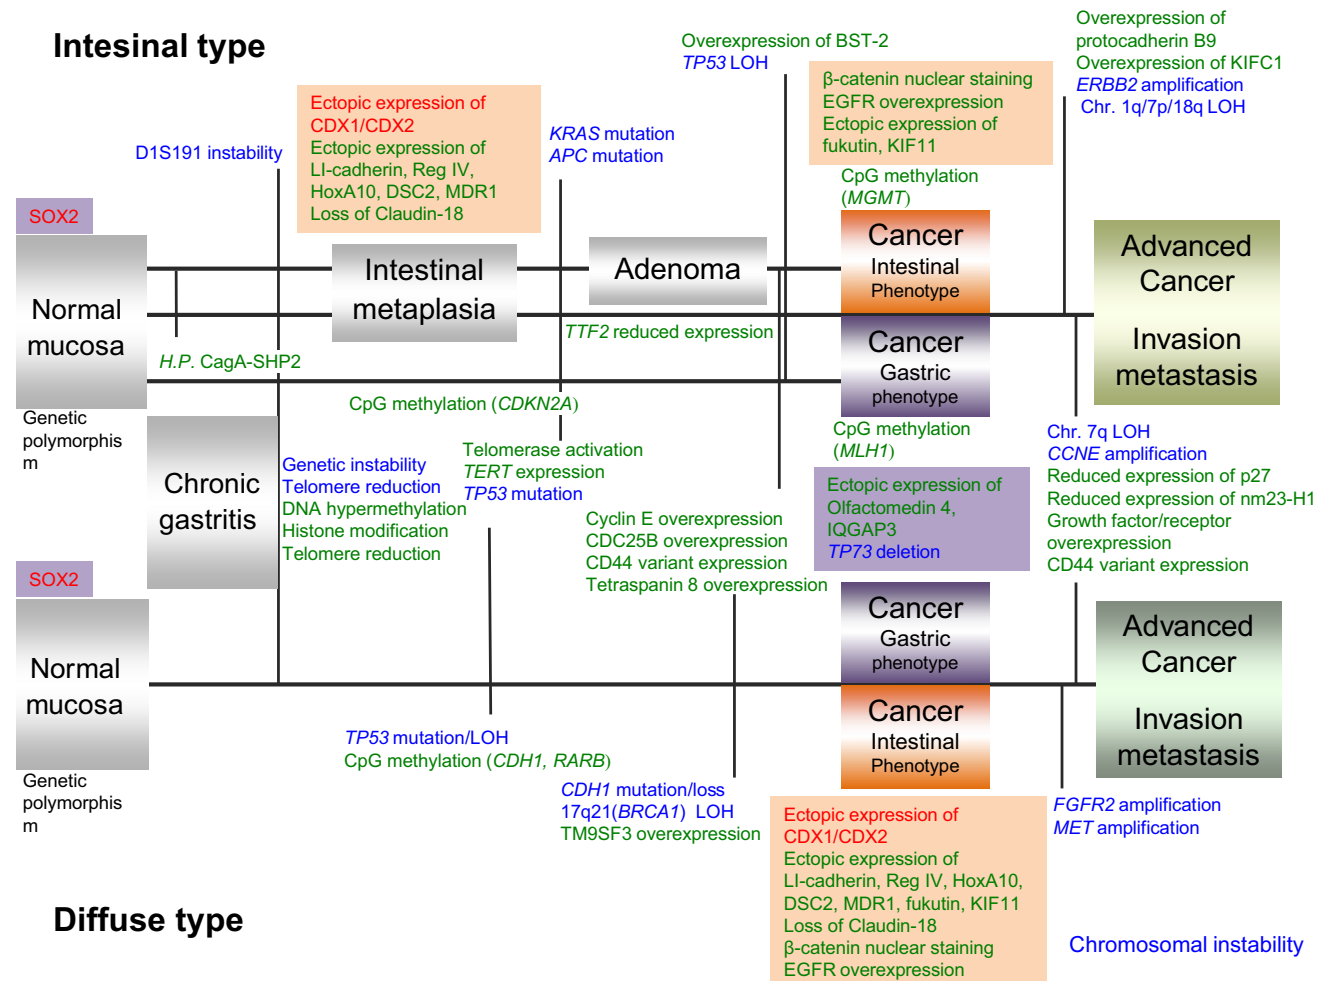 Intesinal type
Overexpression of BST-2
TP53 LOH
Overexpression of
protocadherin B9
Overexpression of KIFC1
ERBB2 amplification
Chr. 1q/7p/18q LOH
β-catenin nuclear staining
EGFR overexpression
Ectopic expression of
fukutin, KIF11
CpG methylation
(MGMT)
Ectopic expression of
CDX1/CDX2
Ectopic expression of
LI-cadherin, Reg IV,
HoxA10, DSC2, MDR1
Loss of Claudin-18
KRAS mutation
APC mutation
D1S191 instability
SOX2
Normal
mucosa
Genetic
polymorphis
m
H.P. CagA-SHP2
Intestinal
metaplasia
Adenoma
TTF2 reduced expression
Cancer
Intestinal
Phenotype
Cancer
Gastric
phenotype
Advanced
Cancer
Invasion
metastasis
CpG methylation (CDKN2A)
CpG methylation
(MLH1)
Ectopic expression of
Olfactomedin 4,
IQGAP3
TP73 deletion
Chr. 7q LOH
CCNE amplification
Reduced expression of p27
Reduced expression of nm23-H1
Growth factor/receptor
overexpression
CD44 variant expression
Chronic
gastritis
Genetic instability
Telomere reduction
DNA hypermethylation
Histone modification
Telomere reduction
Telomerase activation
TERT expression
TP53 mutation
Cyclin E overexpression
CDC25B overexpression
CD44 variant expression
Tetraspanin 8 overexpression
SOX2
Normal
mucosa
Genetic
polymorphis
m
Cancer
Gastric
phenotype
Cancer
Intestinal
Phenotype
Advanced
Cancer
Invasion
metastasis
TP53 mutation/LOH
CpG methylation (CDH1, RARB)
CDH1 mutation/loss
17q21(BRCA1) LOH
TM9SF3 overexpression
FGFR2 amplification
MET amplification
Ectopic expression of
CDX1/CDX2
Ectopic expression of
LI-cadherin, Reg IV, HoxA10,
DSC2, MDR1, fukutin, KIF11
Loss of Claudin-18
β-catenin nuclear staining
EGFR overexpression
Diffuse type
Chromosomal instability